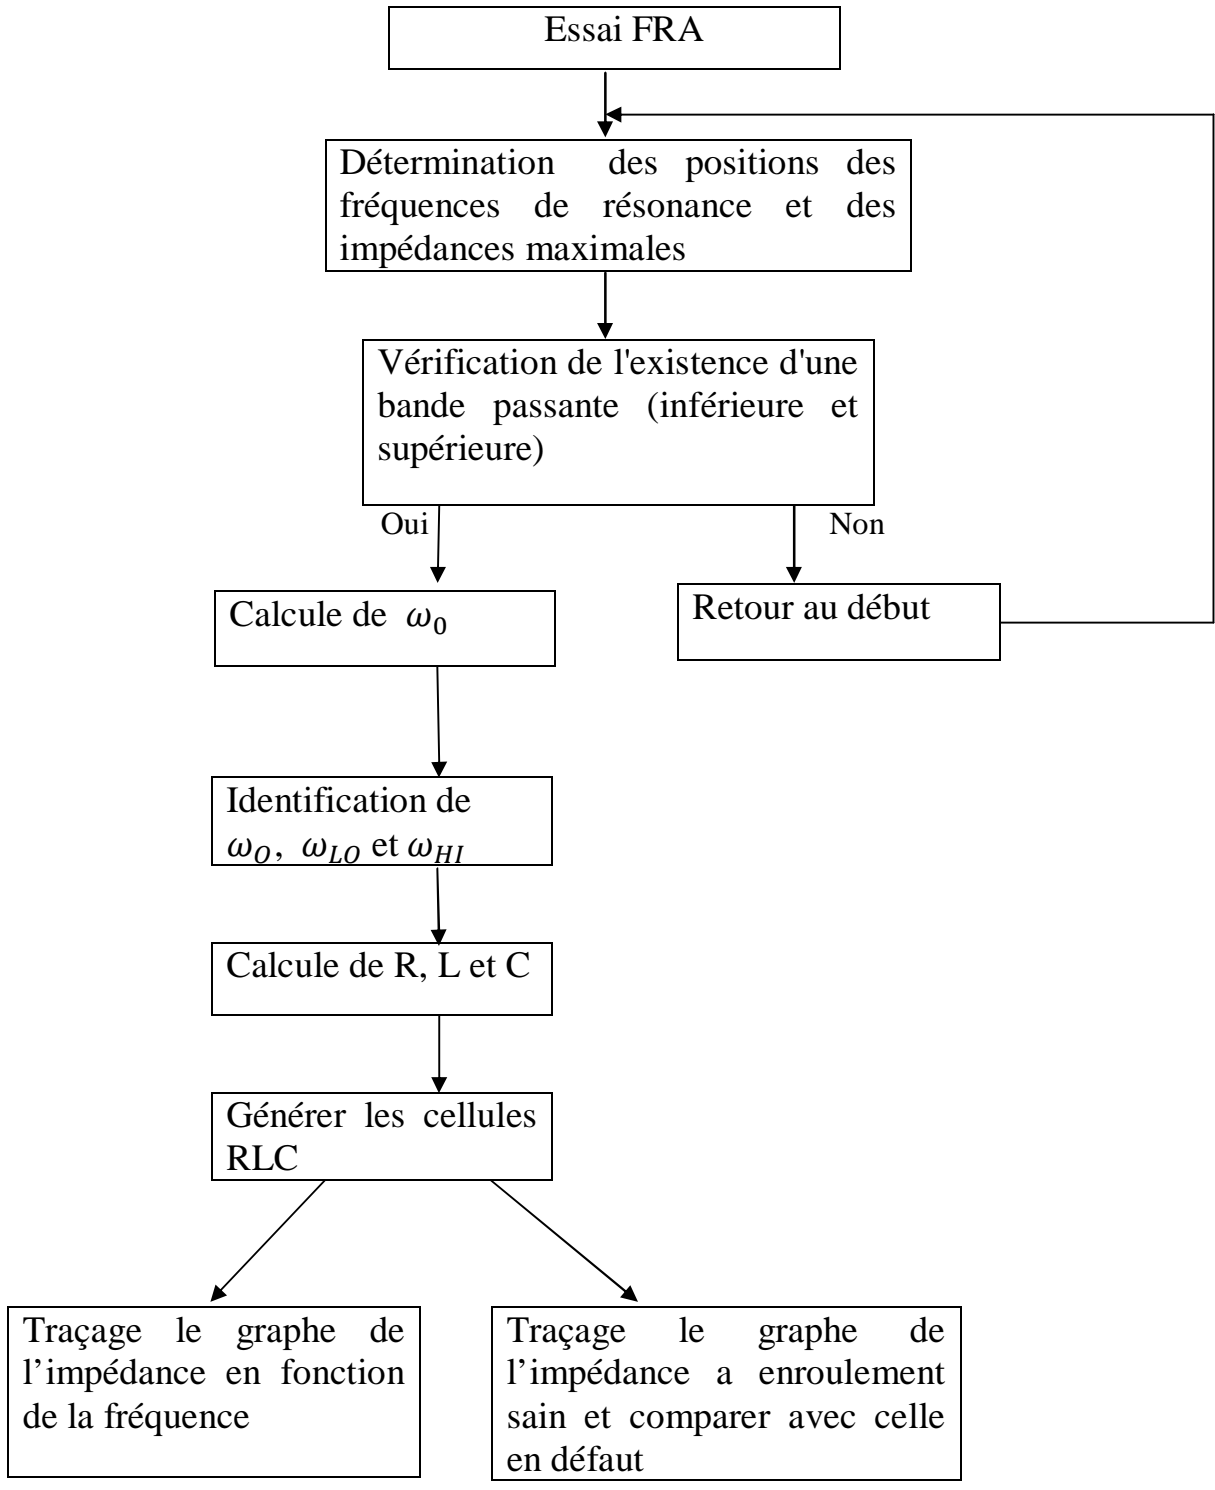 Essai FRA
Détermination des positions des
fréquences de résonance et des
impédances maximales
Vérification de l'existence d'une
bande passante (inférieure et
supérieure)
Oui
Non
Calcule de ω₀
Retour au début
Identification de
ω_O, ω_LO et ω_HI
Calcule de R, L et C
Générer les cellules
RLC
Traçage le graphe de
l’impédance en fonction
de la fréquence
Traçage le graphe de
l’impédance a enroulement
sain et comparer avec celle
en défaut